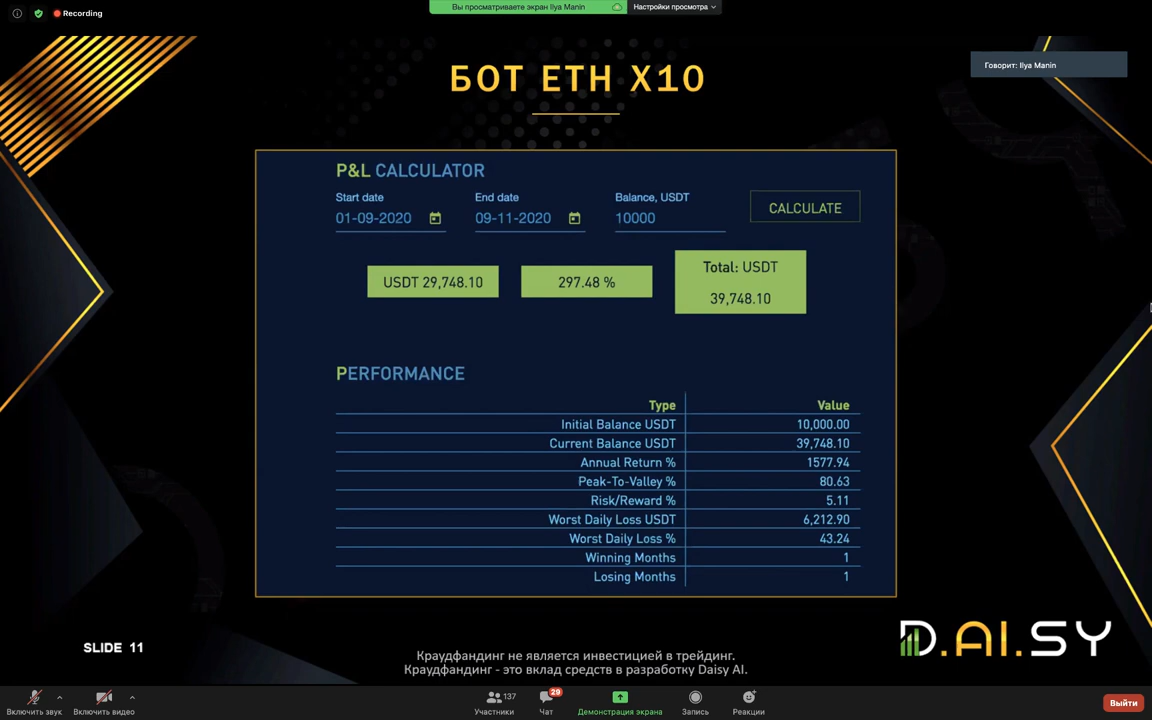 Recording
Вы просматриваете экран Ilya Manin
Настройки просмотра
Говорит: Ilya Manin
БОТ ETH X10
P&L CALCULATOR
Start date
End date
Balance, USDT
01-09-2020
09-11-2020
10000
CALCULATE
USDT 29,748.10
297.48 %
Total: USDT
39,748.10
PERFORMANCE
Type Value
Initial Balance USDT 10,000.00
Current Balance USDT 39,748.10
Annual Return % 1577.94
Peak-To-Valley % 80.63
Risk/Reward % 5.11
Worst Daily Loss USDT 6,212.90
Worst Daily Loss % 43.24
Winning Months 1
Losing Months 1
SLIDE 11
D.AI.SY
Краудфандинг не является инвестицией в трейдинг.
Краудфандинг - это вклад средств в разработку Daisy AI.
Включить звук
Включить видео
137
Участники
29
Чат
Демонстрация экрана
Запись
Реакции
Выйти